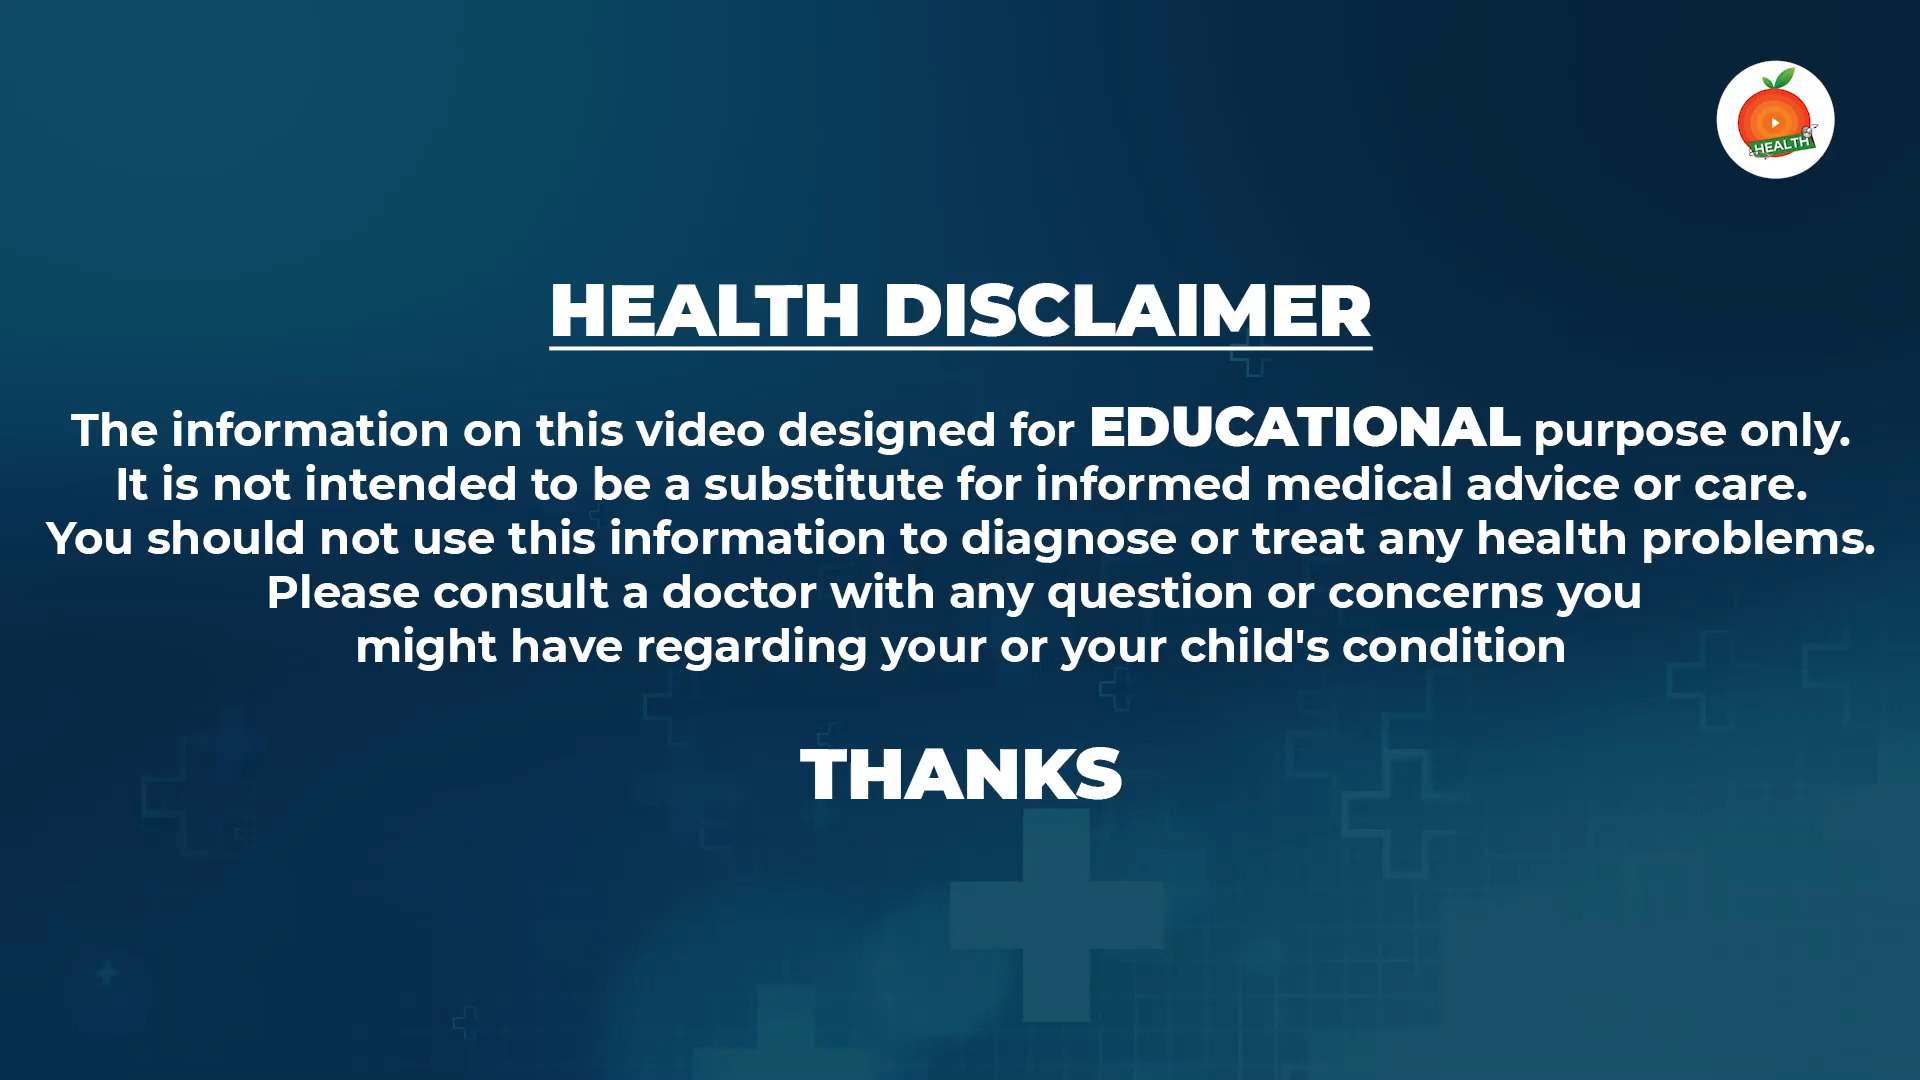 HEALTH
HEALTH DISCLAIMER
The information on this video designed for EDUCATIONAL purpose only.
It is not intended to be a substitute for informed medical advice or care.
You should not use this information to diagnose or treat any health problems.
Please consult a doctor with any question or concerns you
might have regarding your or your child's condition
THANKS